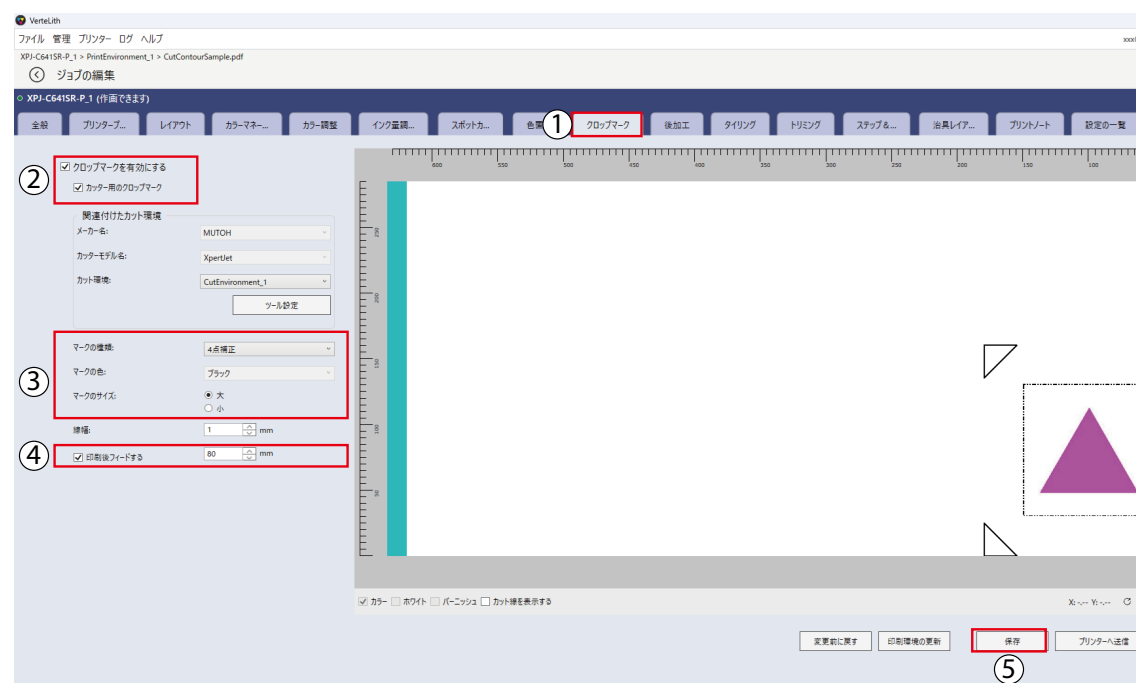 VerteLith
ファイル 管理 プリンター ログ ヘルプ
XPJ-C641SR-P_1 > PrintEnvironment_1 > CutContourSample.pdf
ジョブの編集
XPJ-C641SR-P_1 (作画できます)
全般 プリンタープ... レイアウト カラーマネー... カラー調整 インク量調... スポットカ... ① クロップマーク 後加工 タイリング トリミング ステップ&... 治具レイア... プリントノート 設定の一覧
②
クロップマークを有効にする
カッター用のクロップマーク
関連付けたカット環境
メーカー名: MUTOH
カッターモデル名: XpertJet
カット環境: CutEnvironment_1
ツール設定
③
マークの種類: 4点補正
マークの色: ブラック
マークのサイズ: 大
小
線幅: 1 mm
④
印刷後フィードする 80 mm
600 550 500 450 400 350 300 250 200 150 100
250
200
150
100
50
カラー ホワイト バーニッシュ カット線を表示する X: -.-- Y: -.--
変更前に戻す 印刷環境の更新 保存 プリンターへ送信
⑤